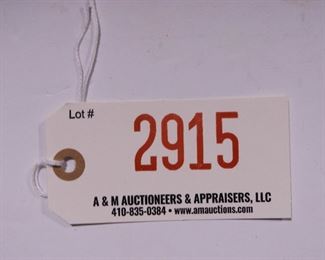 Lot #
2915
A & M AUCTIONEERS & APPRAISERS, LLC
410-835-0384 • www.amauctions.com